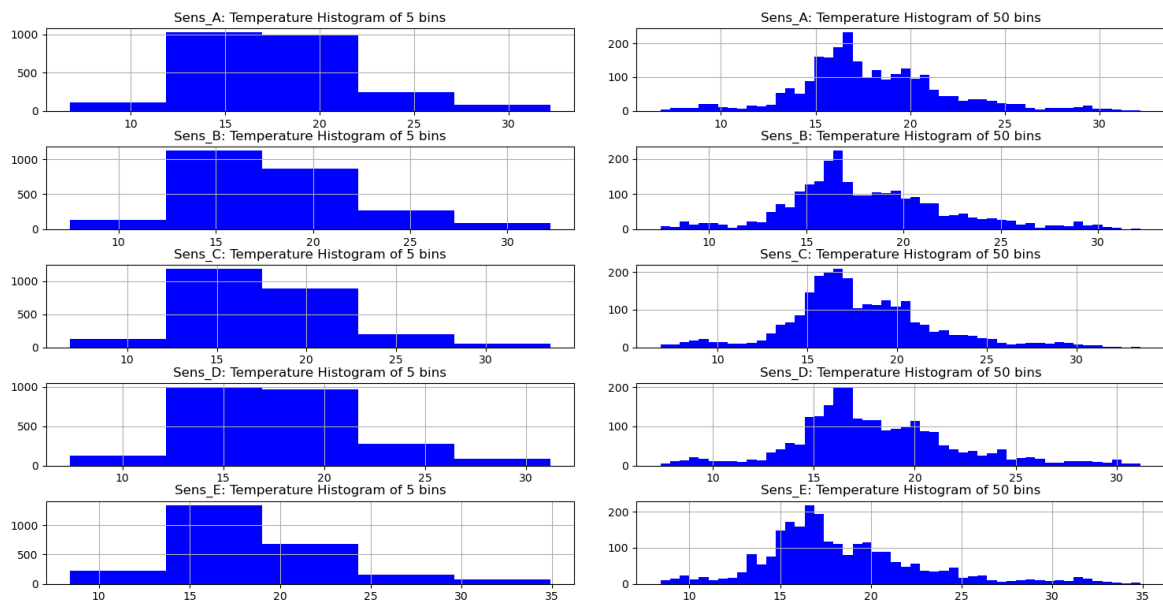 Sens_A: Temperature Histogram of 5 bins
1000
500
0
10 15 20 25 30
Sens_A: Temperature Histogram of 50 bins
200
100
0
10 15 20 25 30
Sens_B: Temperature Histogram of 5 bins
1000
500
0
10 15 20 25 30
Sens_B: Temperature Histogram of 50 bins
200
100
0
10 15 20 25 30
Sens_C: Temperature Histogram of 5 bins
1000
500
0
10 15 20 25 30
Sens_C: Temperature Histogram of 50 bins
200
100
0
10 15 20 25 30
Sens_D: Temperature Histogram of 5 bins
1000
500
0
10 15 20 25 30
Sens_D: Temperature Histogram of 50 bins
200
100
0
10 15 20 25 30
Sens_E: Temperature Histogram of 5 bins
1000
500
0
10 15 20 25 30 35
Sens_E: Temperature Histogram of 50 bins
200
100
0
10 15 20 25 30 35